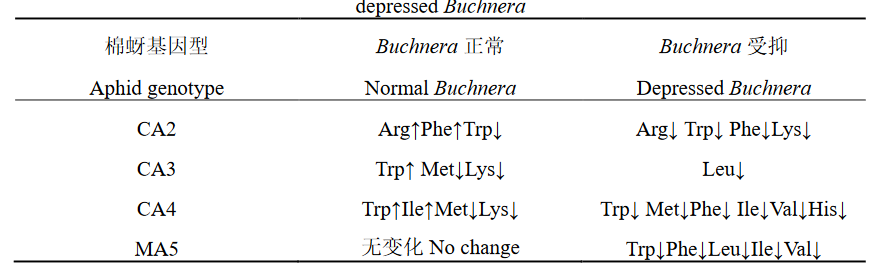 depressed Buchnera
棉蚜基因型 Buchnera 正常 Buchnera 受抑
Aphid genotype Normal Buchnera Depressed Buchnera
CA2 Arg↑Phe↑Trp↓ Arg↓ Trp↓ Phe↓Lys↓
CA3 Trp↑ Met↓Lys↓ Leu↓
CA4 Trp↑Ile↑Met↓Lys↓ Trp↓ Met↓Phe↓ Ile↓Val↓His↓
MA5 无变化 No change Trp↓Phe↓Leu↓Ile↓Val↓